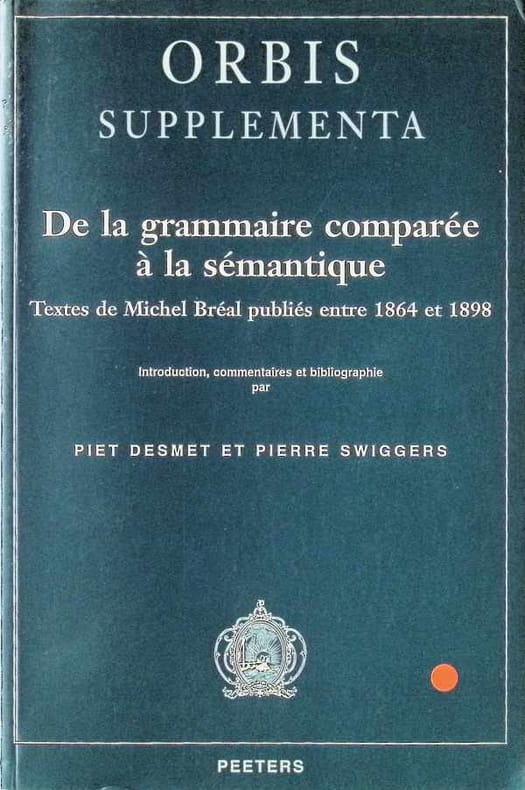 ORBIS
SUPPLEMENTA
De la grammaire comparée
à la sémantique
Textes de Michel Bréal publiés entre 1864 et 1898
Introduction, commentaires et bibliographie
par
PIET DESMET ET PIERRE SWIGGERS
PEETERS